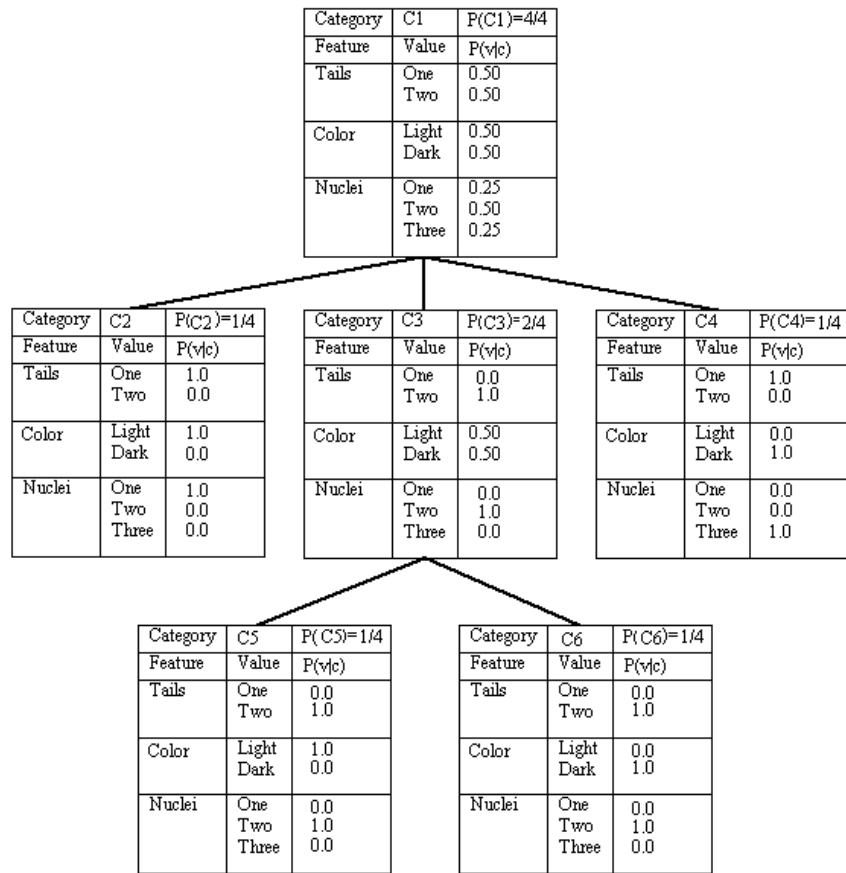 Category C1 P(C1)=4/4
Feature Value P(v|c)
Tails One 0.50
Two 0.50
Color Light 0.50
Dark 0.50
Nuclei One 0.25
Two 0.50
Three 0.25
Category C2 P(C2)=1/4
Feature Value P(v|c)
Tails One 1.0
Two 0.0
Color Light 1.0
Dark 0.0
Nuclei One 1.0
Two 0.0
Three 0.0
Category C3 P(C3)=2/4
Feature Value P(v|c)
Tails One 0.0
Two 1.0
Color Light 0.50
Dark 0.50
Nuclei One 0.0
Two 1.0
Three 0.0
Category C4 P(C4)=1/4
Feature Value P(v|c)
Tails One 1.0
Two 0.0
Color Light 0.0
Dark 1.0
Nuclei One 0.0
Two 0.0
Three 1.0
Category C5 P(C5)=1/4
Feature Value P(v|c)
Tails One 0.0
Two 1.0
Color Light 1.0
Dark 0.0
Nuclei One 0.0
Two 1.0
Three 0.0
Category C6 P(C6)=1/4
Feature Value P(v|c)
Tails One 0.0
Two 1.0
Color Light 0.0
Dark 1.0
Nuclei One 0.0
Two 1.0
Three 0.0